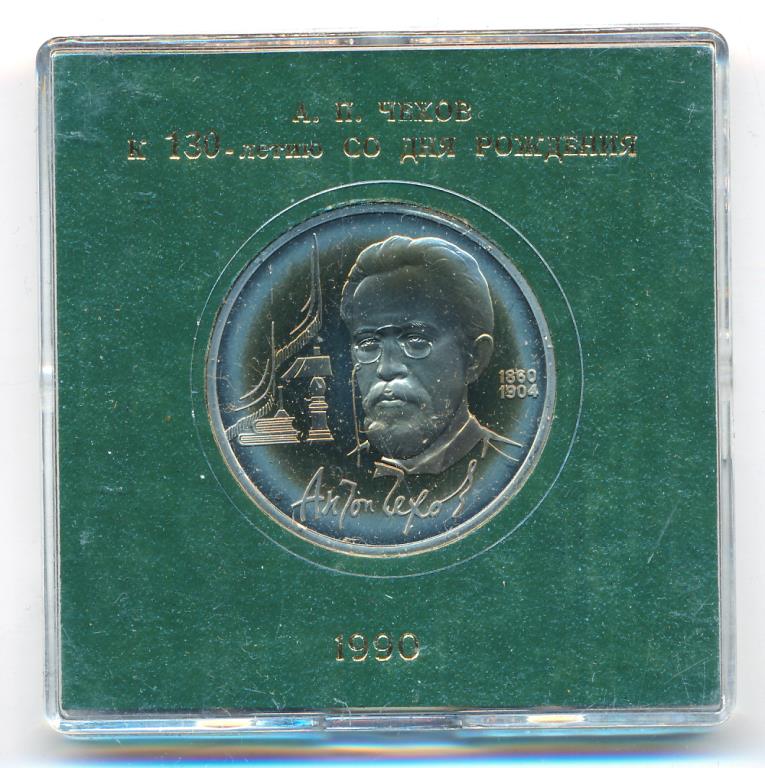 А. П. ЧЕХОВ
К 130-летию СО ДНЯ РОЖДЕНИЯ
1860
1904
Антон Чехов
1990